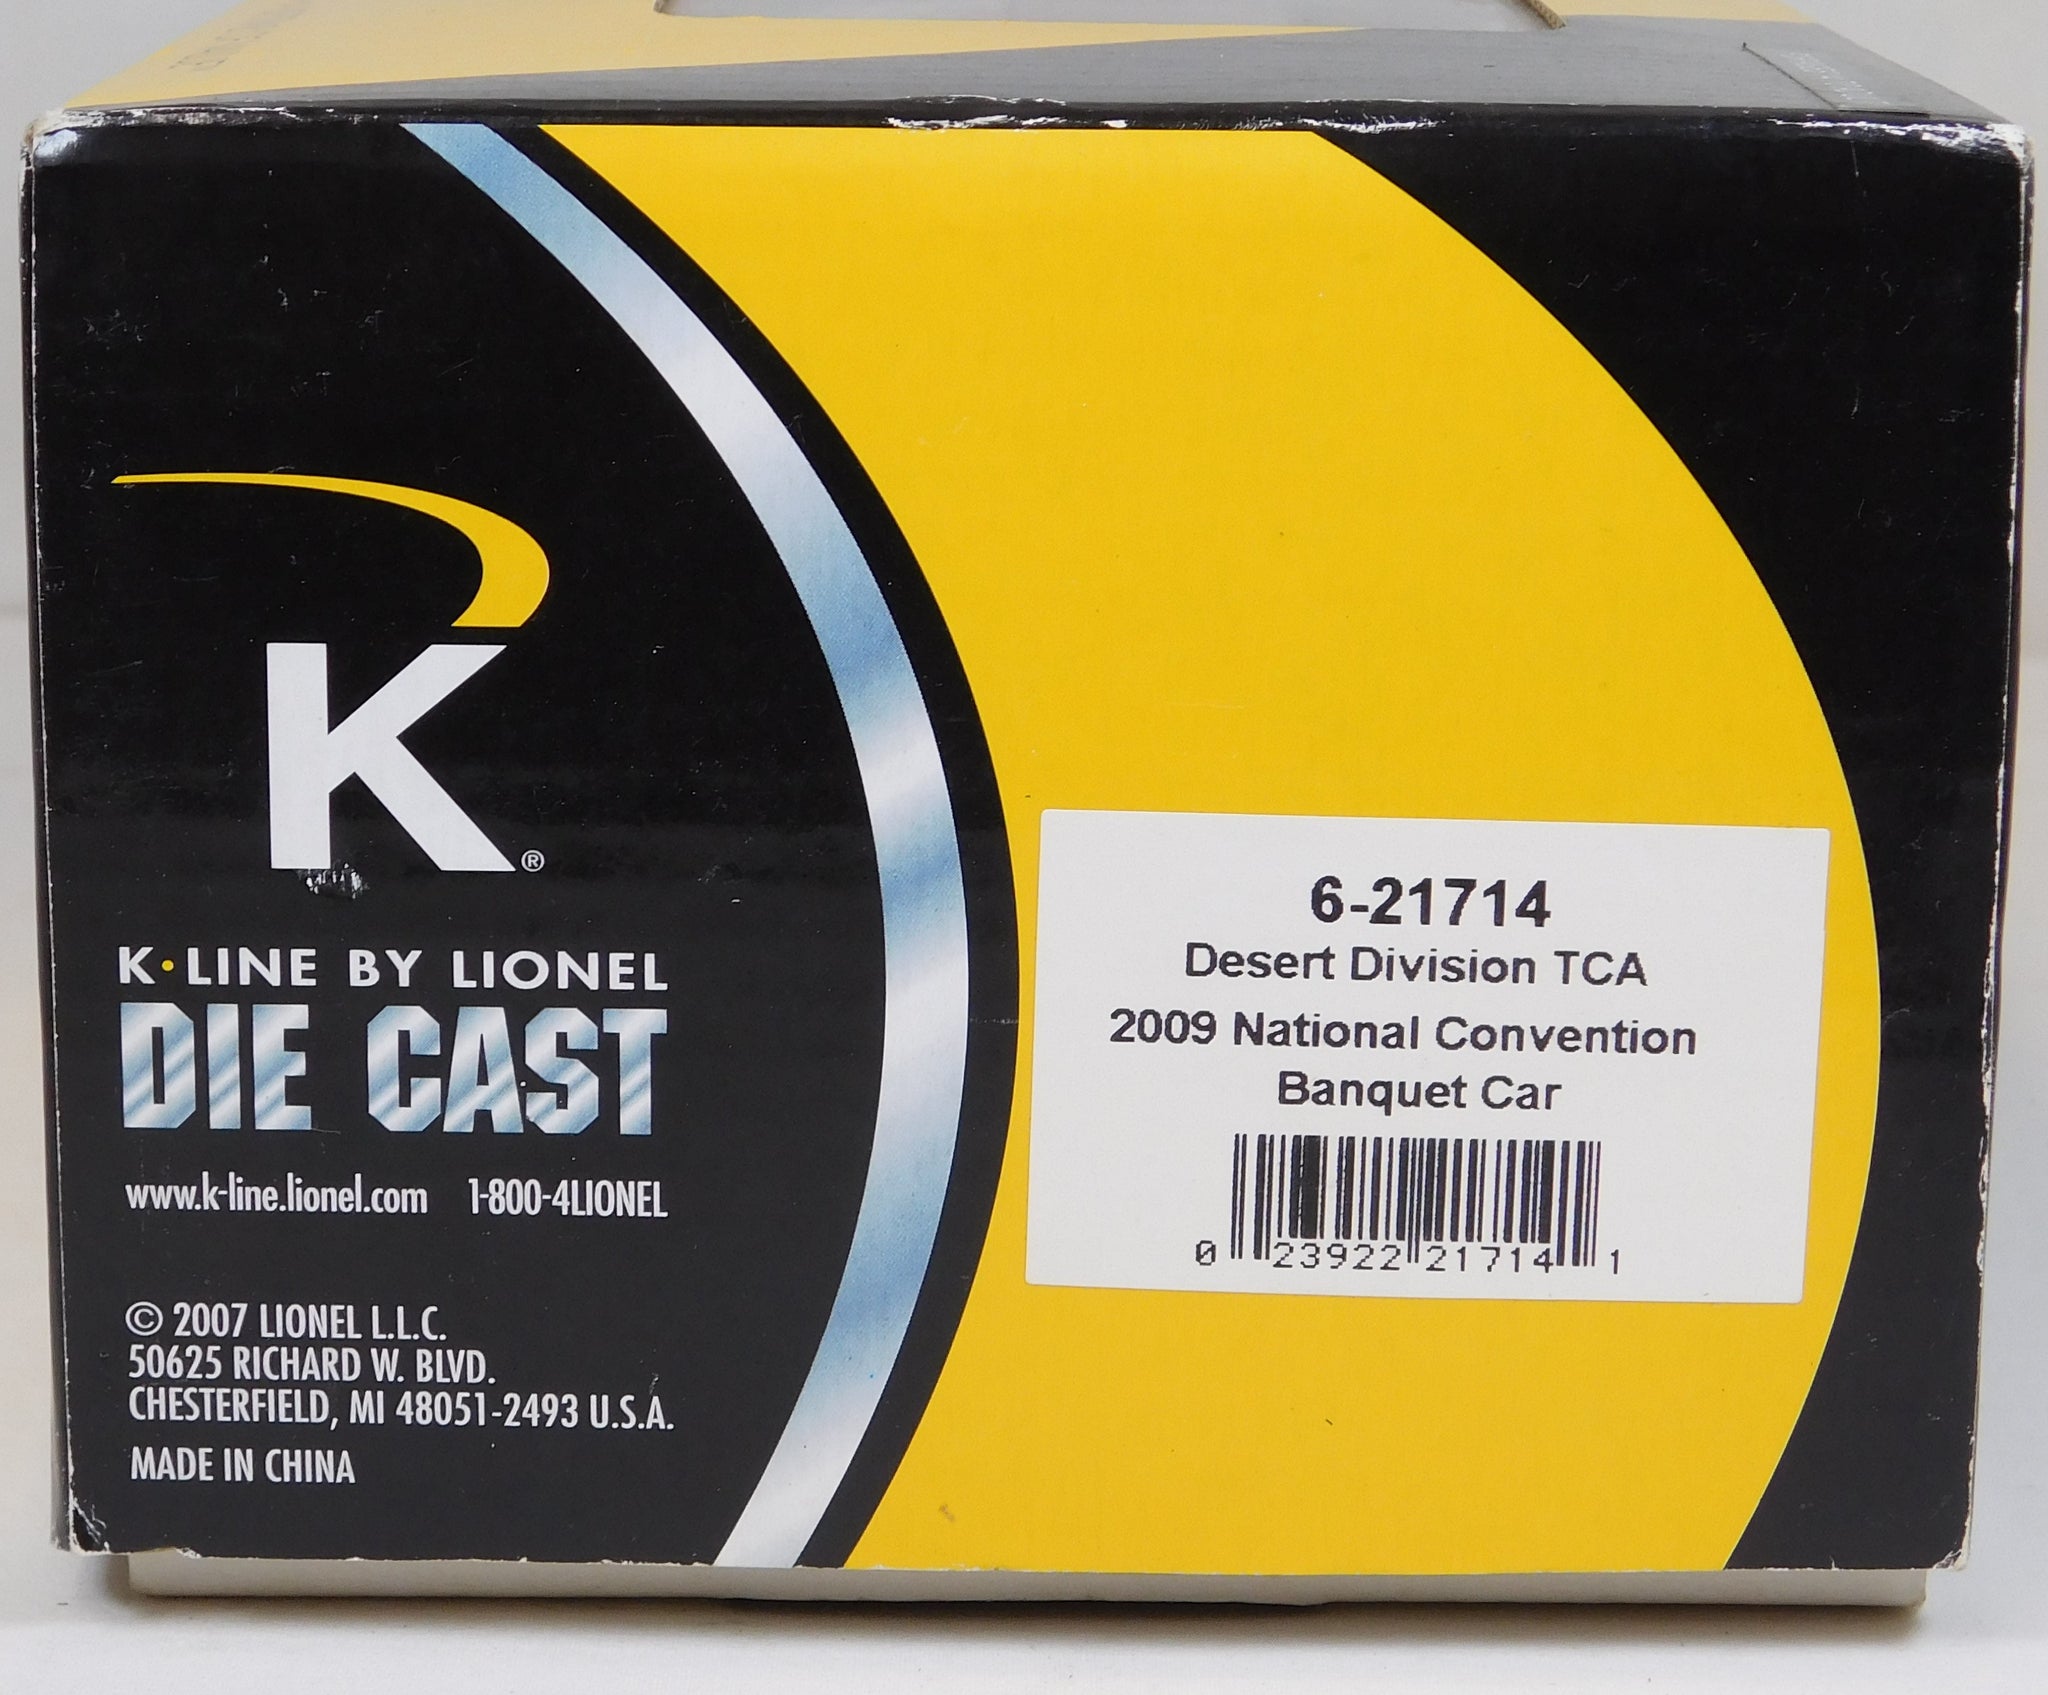 K®
K·LINE BY LIONEL
DIE CAST
www.k-line.lionel.com 1-800-4LIONEL
© 2007 LIONEL L.L.C.
50625 RICHARD W. BLVD.
CHESTERFIELD, MI 48051-2493 U.S.A.
MADE IN CHINA
6-21714
Desert Division TCA
2009 National Convention
Banquet Car
0 23922 21714 1